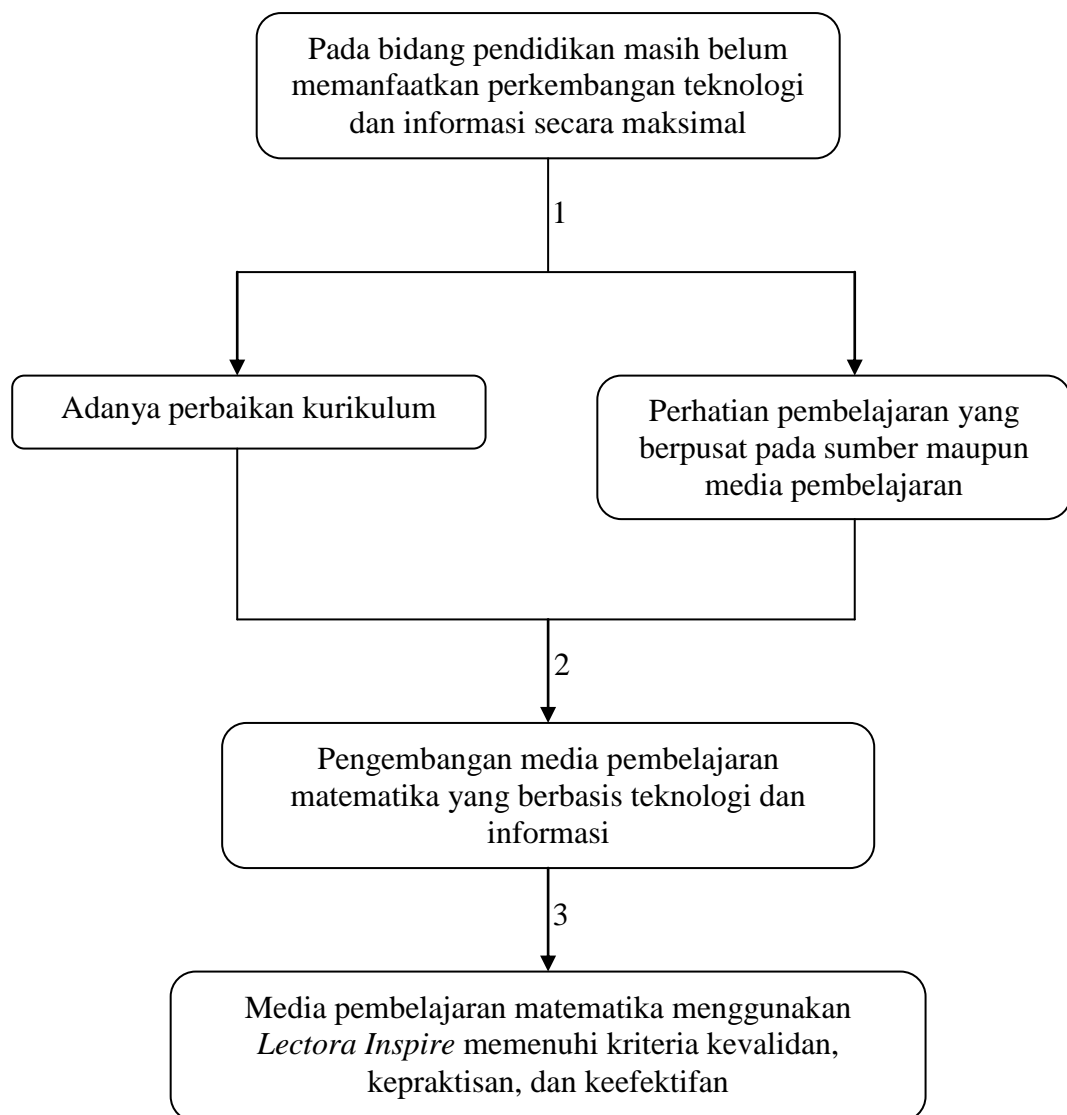 Pada bidang pendidikan masih belum
memanfaatkan perkembangan teknologi
dan informasi secara maksimal
1
Adanya perbaikan kurikulum
Perhatian pembelajaran yang
berpusat pada sumber maupun
media pembelajaran
2
Pengembangan media pembelajaran
matematika yang berbasis teknologi dan
informasi
3
Media pembelajaran matematika menggunakan
Lectora Inspire memenuhi kriteria kevalidan,
kepraktisan, dan keefektifan